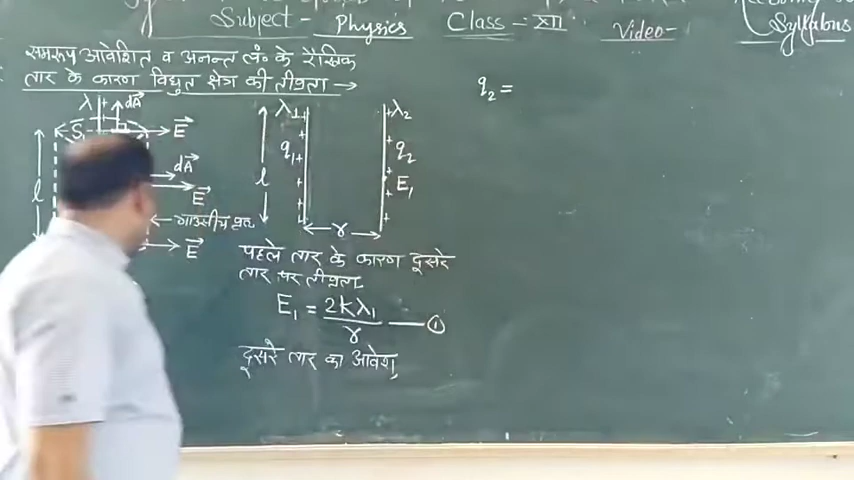 Subject - Physics Class - XII Video-
Syllabus
समरूप आवेशित व अनन्त लं० के रैखिक
तार के कारण विद्युत क्षेत्र की तीव्रता →
λ dA→
S E→
l
dA→
E→
← गाउसीय पृष्ठ
E→
λ1 λ2
q1 q2
l E1
r
पहले तार के कारण दूसरे
तार पर तीव्रता
E1 = 2Kλ1/r — ①
दूसरे तार का आवेश,
q2 =